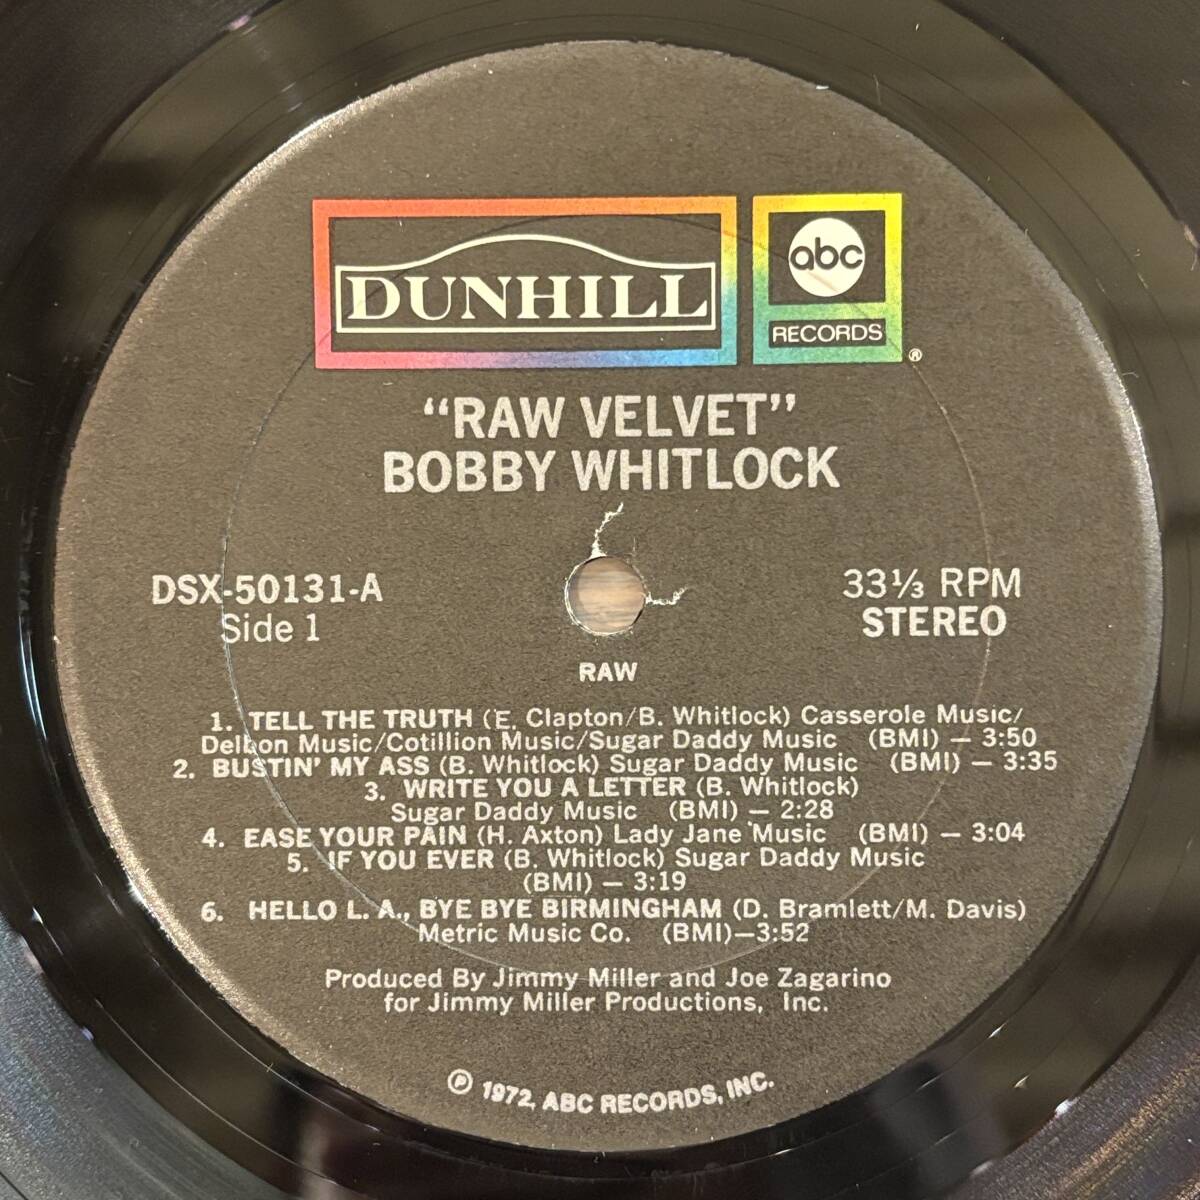 DUNHILL
abc
RECORDS
®
“RAW VELVET”
BOBBY WHITLOCK
DSX-50131-A
Side 1
33⅓ RPM
STEREO
RAW
1. TELL THE TRUTH (E. Clapton/B. Whitlock) Casserole Music/
Delbon Music/Cotillion Music/Sugar Daddy Music (BMI) — 3:50
2. BUSTIN' MY ASS (B. Whitlock) Sugar Daddy Music (BMI) — 3:35
3. WRITE YOU A LETTER (B. Whitlock)
Sugar Daddy Music (BMI) — 2:28
4. EASE YOUR PAIN (H. Axton) Lady Jane Music (BMI) — 3:04
5. IF YOU EVER (B. Whitlock) Sugar Daddy Music
(BMI) — 3:19
6. HELLO L. A., BYE BYE BIRMINGHAM (D. Bramlett/M. Davis)
Metric Music Co. (BMI)—3:52
Produced By Jimmy Miller and Joe Zagarino
for Jimmy Miller Productions, Inc.
℗ 1972, ABC RECORDS, INC.